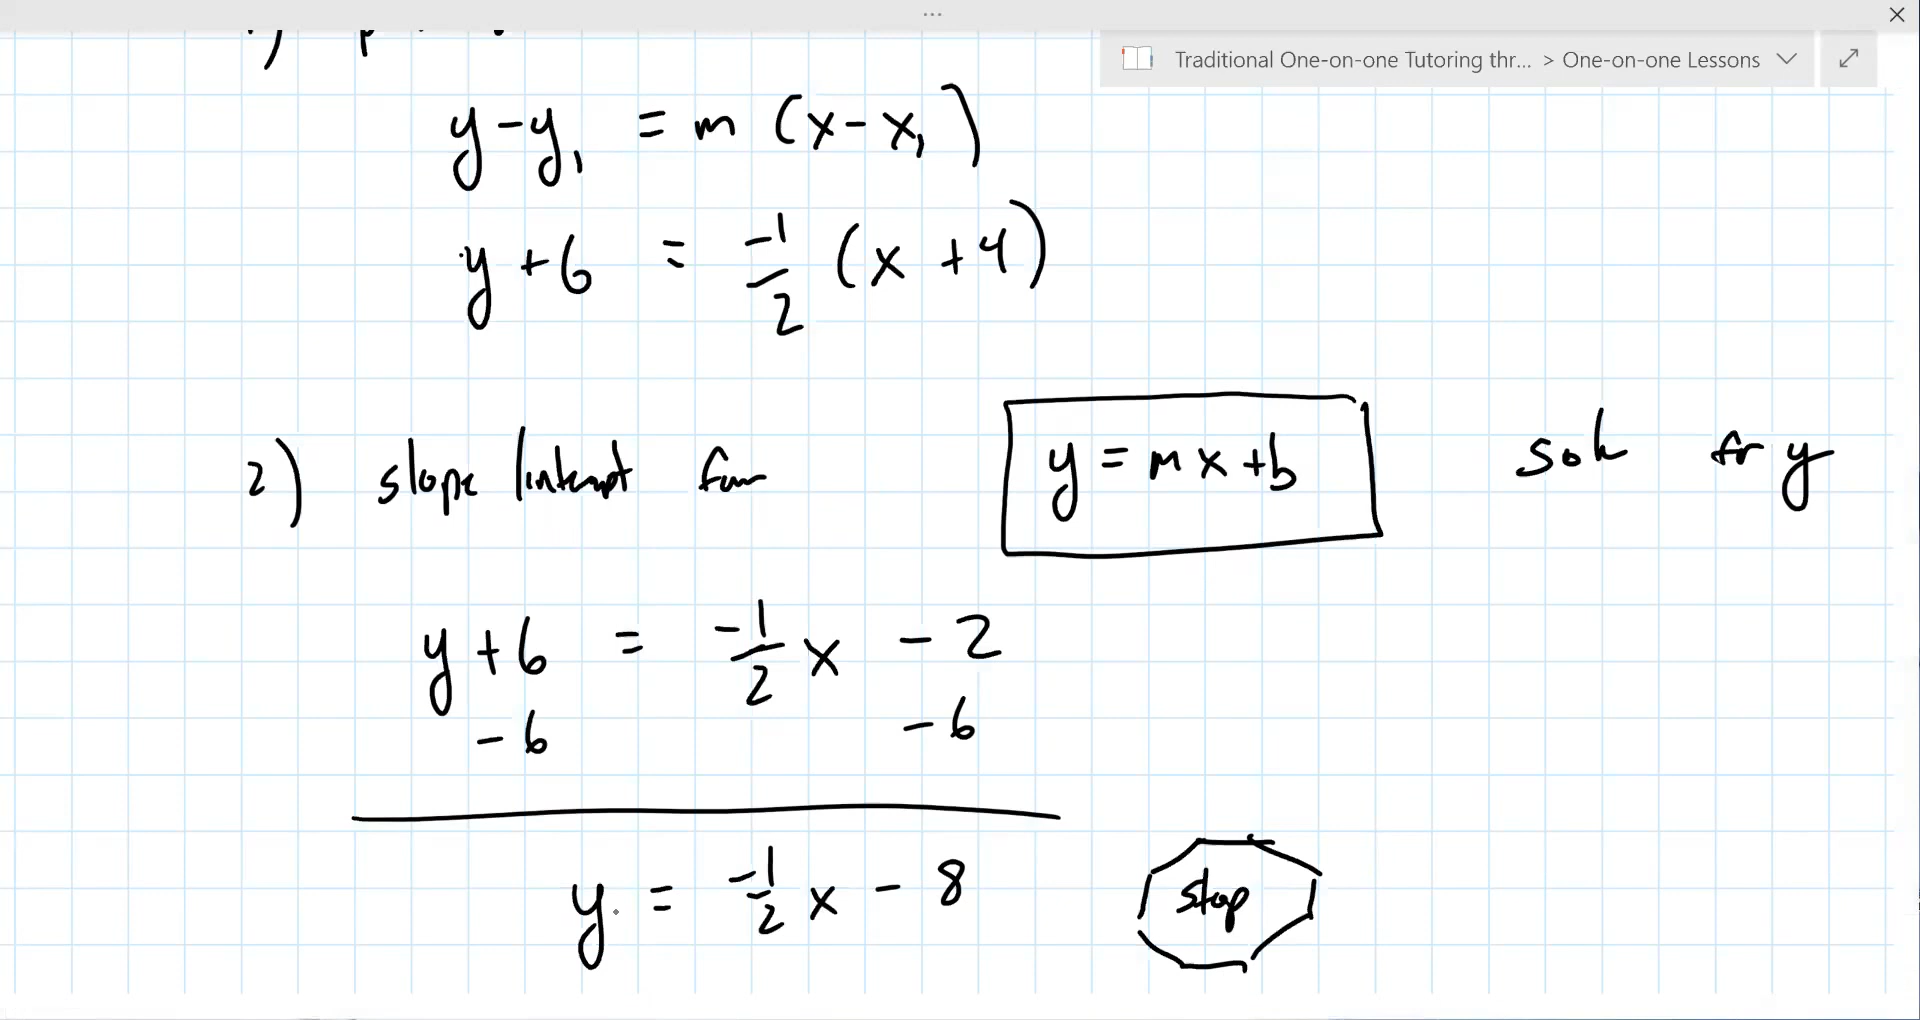 Traditional One-on-one Tutoring thr... > One-on-one Lessons
y-y₁ = m (x-x₁)
y+6 = -1/2 (x+4)
2) slope/intercept form y=mx+b solve for y
y+6 = -1/2 x - 2
-6 -6
y = -1/2 x - 8 stop